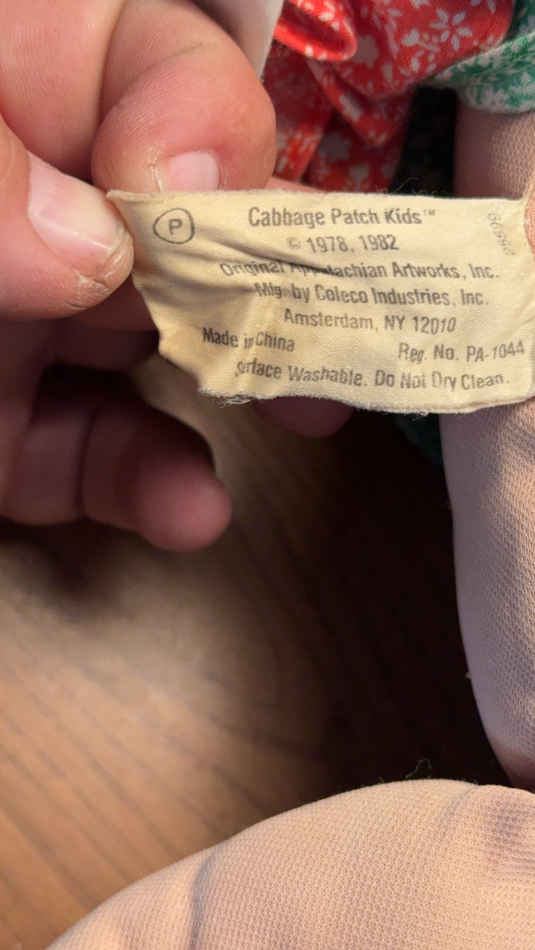 P
Cabbage Patch Kids™
© 1978, 1982
Original Appalachian Artworks, Inc.
Mfg. by Coleco Industries, Inc.
Amsterdam, NY 12010
Made in China
Reg. No. PA-1044
Surface Washable. Do Not Dry Clean.